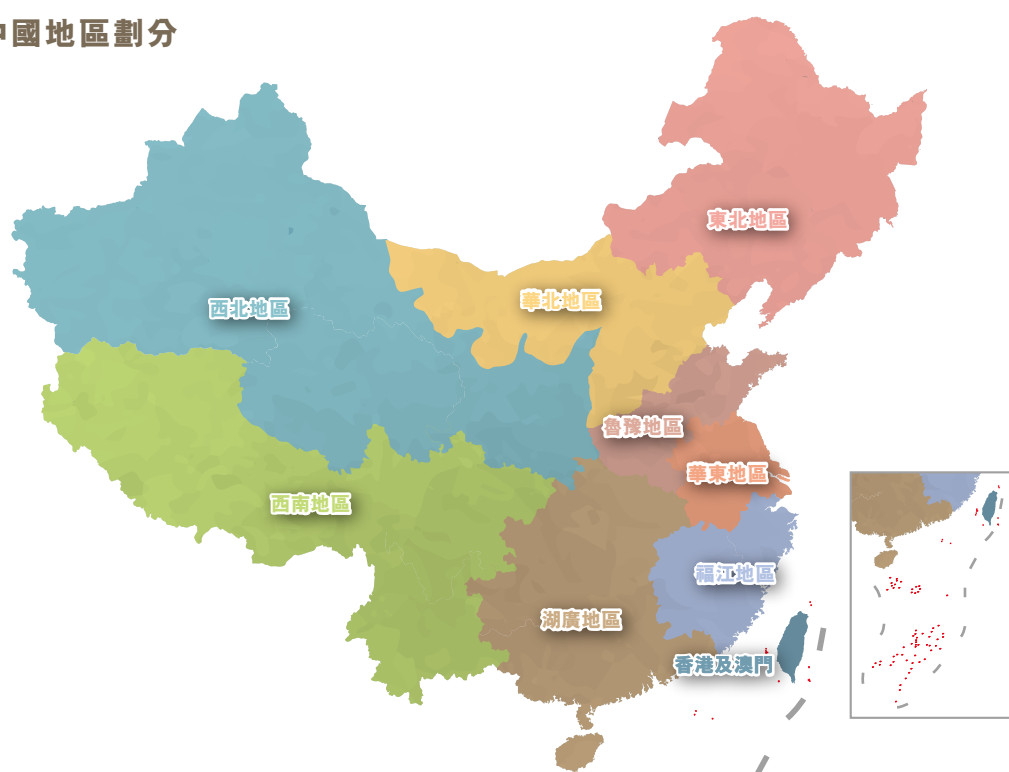 中國地區劃分
東北地區
華北地區
西北地區
魯豫地區
華東地區
西南地區
福江地區
湖廣地區
香港及澳門